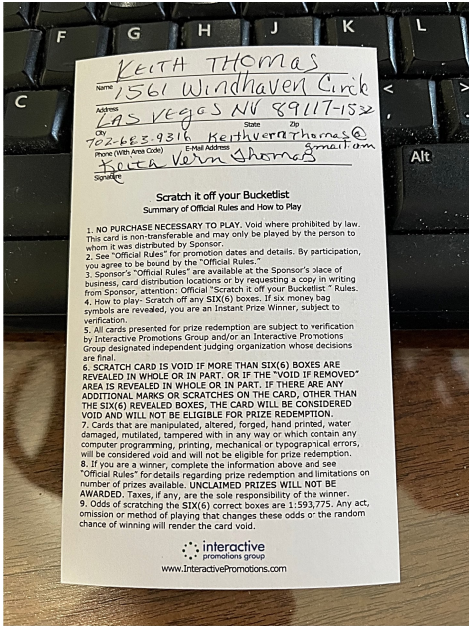 F G H J K L
C
<
Alt
KEITH THOMAS
Name
1561 Windhaven Circle
Address
LAS VEGAS NV 89117-1532
City State Zip
702-683-9316 Keithvernthomas@
gmail.com
Phone (With Area Code) E-Mail Address
Keith Vern Thomas
Signature
Scratch it off your Bucketlist
Summary of Official Rules and How to Play
1. NO PURCHASE NECESSARY TO PLAY. Void where prohibited by law.
This card is non-transferable and may only be played by the person to
whom it was distributed by Sponsor.
2. See "Official Rules" for promotion dates and details. By participation,
you agree to be bound by the "Official Rules."
3. Sponsor's "Official Rules" are available at the Sponsor's place of
business, card distribution locations or by requesting a copy in writing
from Sponsor, attention: Official "Scratch it off your Bucketlist " Rules.
4. How to play- Scratch off any SIX(6) boxes. If six money bag
symbols are revealed, you are an Instant Prize Winner, subject to
verification.
5. All cards presented for prize redemption are subject to verification
by Interactive Promotions Group and/or an Interactive Promotions
Group designated independent judging organization whose decisions
are final.
6. SCRATCH CARD IS VOID IF MORE THAN SIX(6) BOXES ARE
REVEALED IN WHOLE OR IN PART. OR IF THE "VOID IF REMOVED"
AREA IS REVEALED IN WHOLE OR IN PART. IF THERE ARE ANY
ADDITIONAL MARKS OR SCRATCHES ON THE CARD, OTHER THAN
THE SIX(6) REVEALED BOXES, THE CARD WILL BE CONSIDERED
VOID AND WILL NOT BE ELIGIBLE FOR PRIZE REDEMPTION.
7. Cards that are manipulated, altered, forged, hand printed, water
damaged, mutilated, tampered with in any way or which contain any
computer programming, printing, mechanical or typographical errors,
will be considered void and will not be eligible for prize redemption.
8. If you are a winner, complete the information above and see
"Official Rules" for details regarding prize redemption and limitations on
number of prizes available. UNCLAIMED PRIZES WILL NOT BE
AWARDED. Taxes, if any, are the sole responsibility of the winner.
9. Odds of scratching the SIX(6) correct boxes are 1:593,775. Any act,
omission or method of playing that changes these odds or the random
chance of winning will render the card void.
interactive
promotions group
www.InteractivePromotions.com